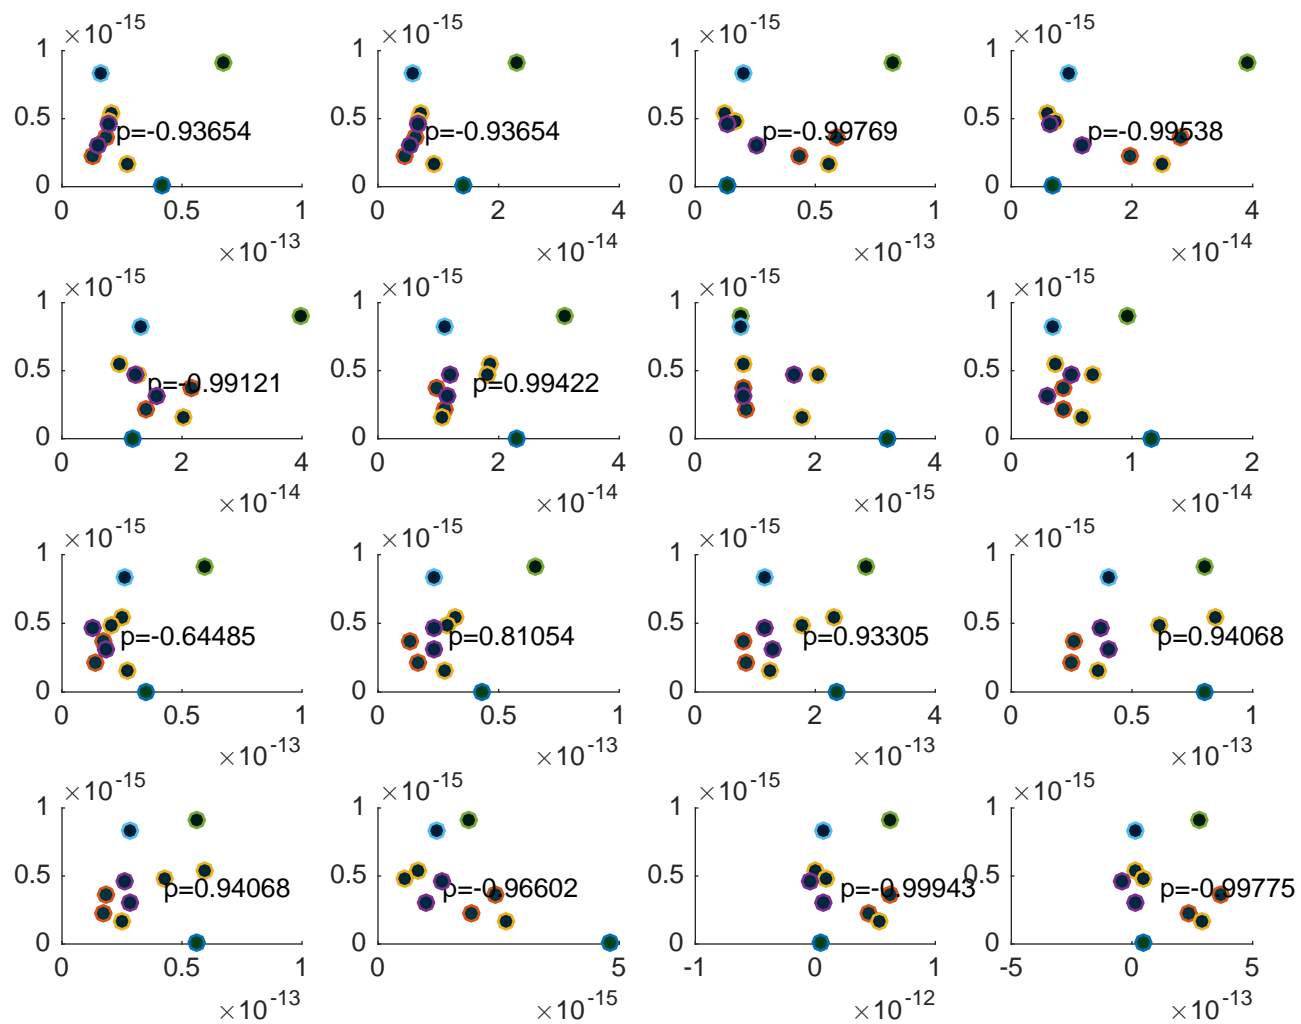 ×10^-15 ×10^-15 ×10^-15 ×10^-15
1 1 1 1
0.5 p=-0.93654 0.5 p=-0.93654 0.5 p=-0.99769 0.5 p=-0.99538
0 0 0 0
0 0.5 1 0 2 4 0 0.5 1 0 2 4
×10^-13 ×10^-14 ×10^-13 ×10^-14
×10^-15 ×10^-15 ×10^-15 ×10^-15
1 1 1 1
0.5 p=-0.99121 0.5 p=0.99422 0.5 0.5
0 0 0 0
0 2 4 0 2 4 0 2 4 0 1 2
×10^-14 ×10^-14 ×10^-15 ×10^-14
×10^-15 ×10^-15 ×10^-15 ×10^-15
1 1 1 1
0.5 p=-0.64485 0.5 p=0.81054 0.5 p=0.93305 0.5 p=0.94068
0 0 0 0
0 0.5 1 0 0.5 1 0 2 4 0 0.5 1
×10^-13 ×10^-13 ×10^-13 ×10^-13
×10^-15 ×10^-15 ×10^-15 ×10^-15
1 1 1 1
0.5 p=0.94068 0.5 p=-0.96602 0.5 p=-0.99943 0.5 p=-0.99775
0 0 0 0
0 0.5 1 0 5 -1 0 1 -5 0 5
×10^-13 ×10^-15 ×10^-12 ×10^-13